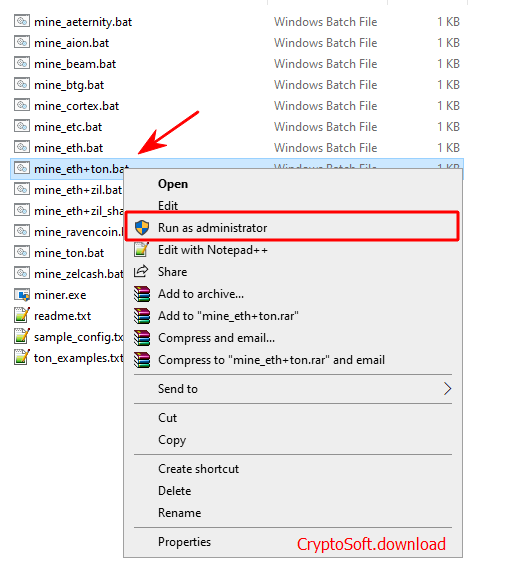 mine_aeternity.bat Windows Batch File 1 KB
mine_aion.bat Windows Batch File 1 KB
mine_beam.bat Windows Batch File 1 KB
mine_btg.bat Windows Batch File 1 KB
mine_cortex.bat Windows Batch File 1 KB
mine_etc.bat Windows Batch File 1 KB
mine_eth.bat Windows Batch File 1 KB
mine_eth+ton.bat Windows Batch File 1 KB
mine_eth+zil.bat
mine_eth+zil_sha
mine_ravencoin.
mine_ton.bat
mine_zelcash.bat
miner.exe
readme.txt
sample_config.tx
ton_examples.txt
Open
Edit
Run as administrator
Edit with Notepad++
Share
Add to archive...
Add to "mine_eth+ton.rar"
Compress and email...
Compress to "mine_eth+ton.rar" and email
Send to
Cut
Copy
Create shortcut
Delete
Rename
Properties
CryptoSoft.download